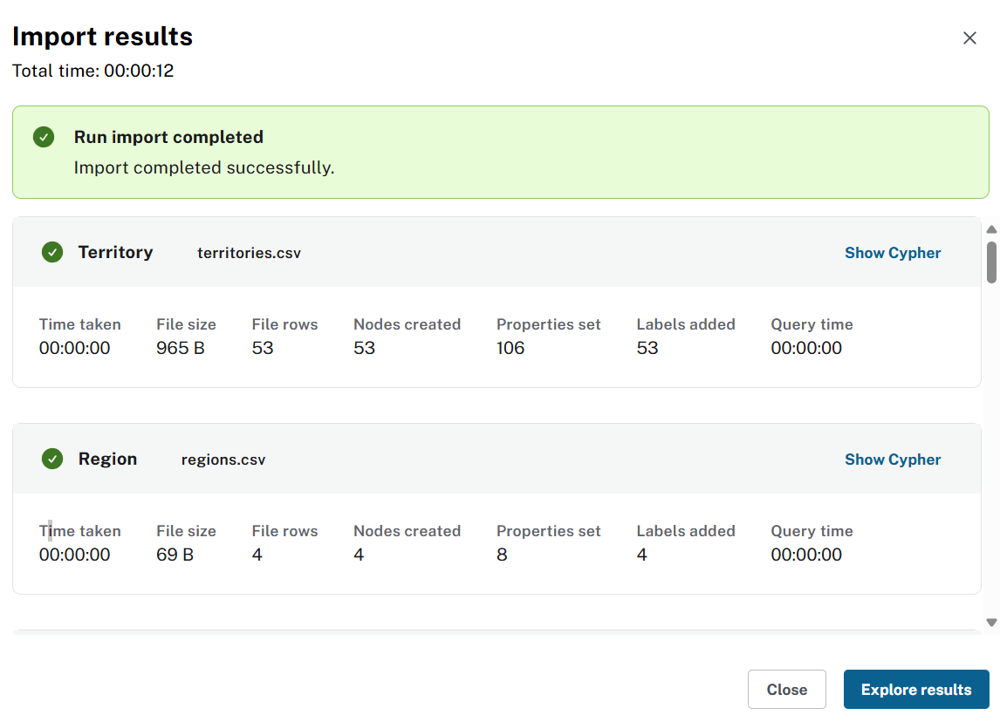 Import results
Total time: 00:00:12
Run import completed
Import completed successfully.
Territory territories.csv Show Cypher
Time taken File size File rows Nodes created Properties set Labels added Query time
00:00:00 965 B 53 53 106 53 00:00:00
Region regions.csv Show Cypher
Time taken File size File rows Nodes created Properties set Labels added Query time
00:00:00 69 B 4 4 8 4 00:00:00
Close Explore results